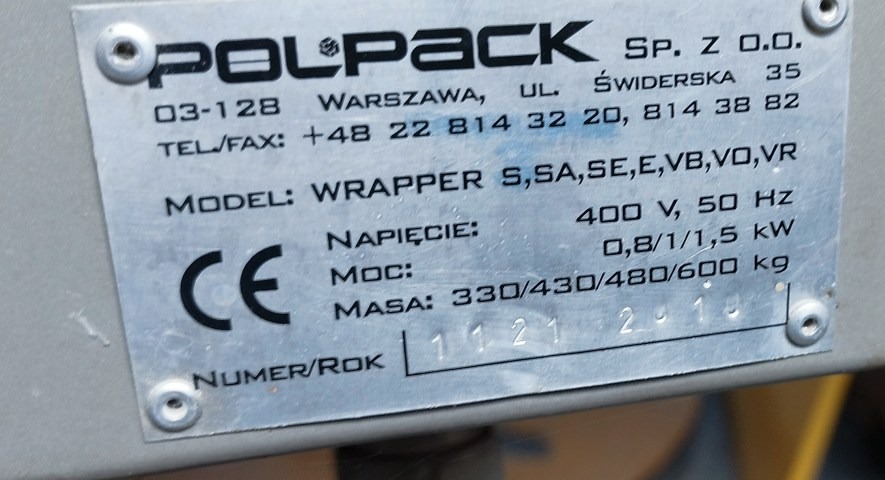 POLPACK SP. Z O.O.
03-128 WARSZAWA, UL. ŚWIDERSKA 35
TEL./FAX: +48 22 814 32 20, 814 38 82
MODEL: WRAPPER S,SA,SE,E,VB,VO,VR
NAPIĘCIE: 400 V, 50 Hz
MOC: 0,8/1/1,5 kW
MASA: 330/430/480/600 kg
CE
NUMER/ROK 1121